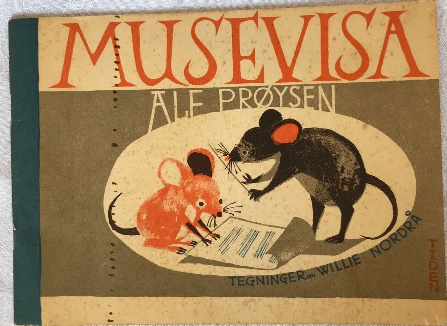 MUSEVISA
ALF PRØYSEN
TEGNINGER av WILLIE NORDRÅ
TIDEN